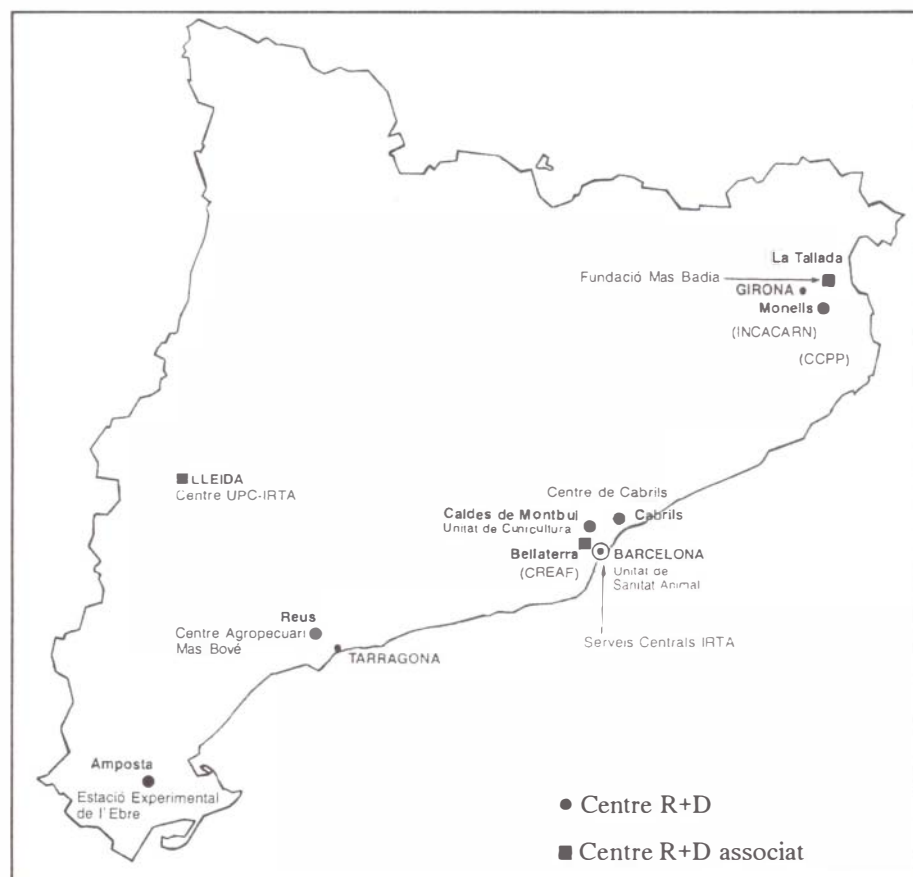 La Tallada
Fundació Mas Badia
GIRONA
Monells
(INCACARN)
(CCPP)
LLEIDA
Centre UPC-IRTA
Centre de Cabrils
Caldes de Montbui
Unitat de Cunicultura
Cabrils
Bellaterra
(CREAF)
BARCELONA
Unitat de
Sanitat Animal
Reus
Centre Agropecuari
Mas Bové
TARRAGONA
Serveis Centrals IRTA
Amposta
Estació Experimental
de l'Ebre
Centre R+D
Centre R+D associat